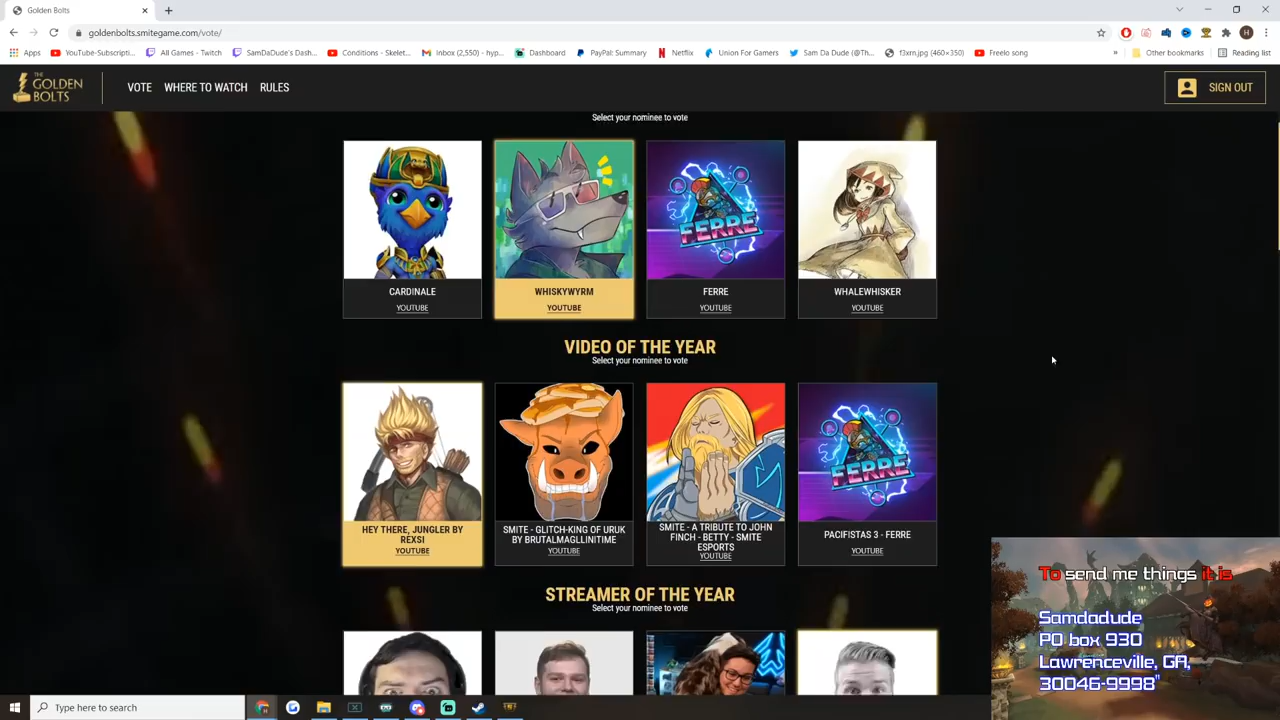 Golden Bolts
goldenbolts.smitegame.com/vote/
Apps
YouTube-Subscripti...
All Games - Twitch
SamDaDude's Dash...
Conditions - Skelet...
Inbox (2,550) - hyp...
Dashboard
PayPal: Summary
Netflix
Union For Gamers
Sam Da Dude (@Th...
f3xrn.jpg (460×350)
Freelo song
»
Other bookmarks
Reading list
THE
GOLDEN
BOLTS
VOTE
WHERE TO WATCH
RULES
SIGN OUT
Select your nominee to vote
FERRE
CARDINALE
YOUTUBE
WHISKYWYRM
YOUTUBE
FERRE
YOUTUBE
WHALEWHISKER
YOUTUBE
VIDEO OF THE YEAR
Select your nominee to vote
FERRE
HEY THERE, JUNGLER BY
REXSI
YOUTUBE
SMITE - GLITCH-KING OF URUK
BY BRUTALMAGLLINITIME
YOUTUBE
SMITE - A TRIBUTE TO JOHN
FINCH - BETTY - SMITE
ESPORTS
YOUTUBE
PACIFISTAS 3 - FERRE
YOUTUBE
STREAMER OF THE YEAR
Select your nominee to vote
To send me things it is
Samdadude
PO box 930
Lawrenceville, GA,
30046-9998"
Type here to search